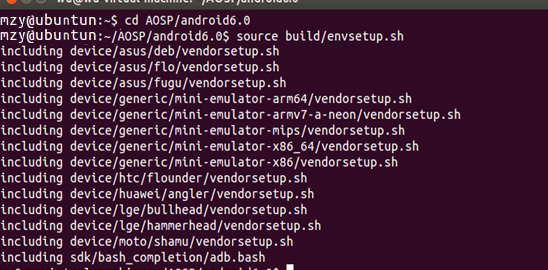 mzy@ubuntun:~$ cd AOSP/android6.0
mzy@ubuntun:~/AOSP/android6.0$ source build/envsetup.sh
including device/asus/deb/vendorsetup.sh
including device/asus/flo/vendorsetup.sh
including device/asus/fugu/vendorsetup.sh
including device/generic/mini-emulator-arm64/vendorsetup.sh
including device/generic/mini-emulator-armv7-a-neon/vendorsetup.sh
including device/generic/mini-emulator-mips/vendorsetup.sh
including device/generic/mini-emulator-x86_64/vendorsetup.sh
including device/generic/mini-emulator-x86/vendorsetup.sh
including device/htc/flounder/vendorsetup.sh
including device/huawei/angler/vendorsetup.sh
including device/lge/bullhead/vendorsetup.sh
including device/lge/hammerhead/vendorsetup.sh
including device/moto/shamu/vendorsetup.sh
including sdk/bash_completion/adb.bash